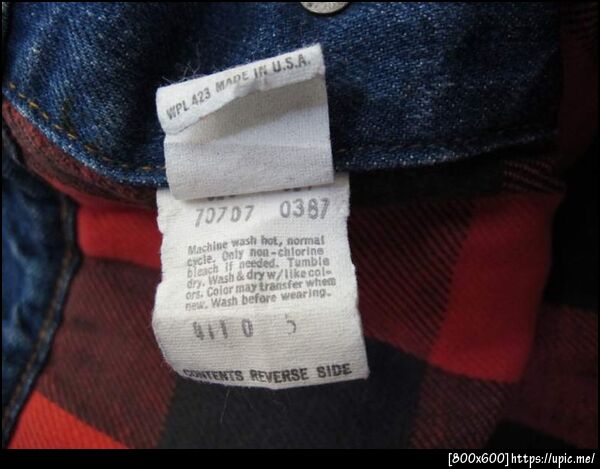 WPL 423 MADE IN U.S.A.
70707 0387
Machine wash hot, normal
cycle. Only non-chlorine
bleach if needed. Tumble
dry. Wash & dry w/like col-
ors. Color may transfer when
new. Wash before wearing.
CONTENTS REVERSE SIDE
[800x600]https://upic.me/